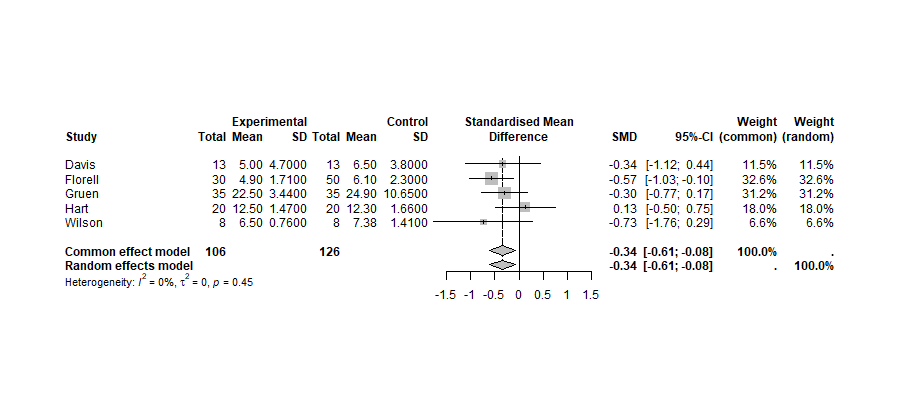 Experimental Control Standardised Mean Weight Weight
Study Total Mean SD Total Mean SD Difference SMD 95%-CI (common) (random)
Davis 13 5.00 4.7000 13 6.50 3.8000 -0.34 [-1.12; 0.44] 11.5% 11.5%
Florell 30 4.90 1.7100 50 6.10 2.3000 -0.57 [-1.03; -0.10] 32.6% 32.6%
Gruen 35 22.50 3.4400 35 24.90 10.6500 -0.30 [-0.77; 0.17] 31.2% 31.2%
Hart 20 12.50 1.4700 20 12.30 1.6600 0.13 [-0.50; 0.75] 18.0% 18.0%
Wilson 8 6.50 0.7600 8 7.38 1.4100 -0.73 [-1.76; 0.29] 6.6% 6.6%
Common effect model 106 126 -0.34 [-0.61; -0.08] 100.0% .
Random effects model -0.34 [-0.61; -0.08] . 100.0%
Heterogeneity: I² = 0%, τ² = 0, p = 0.45
-1.5 -1 -0.5 0 0.5 1 1.5